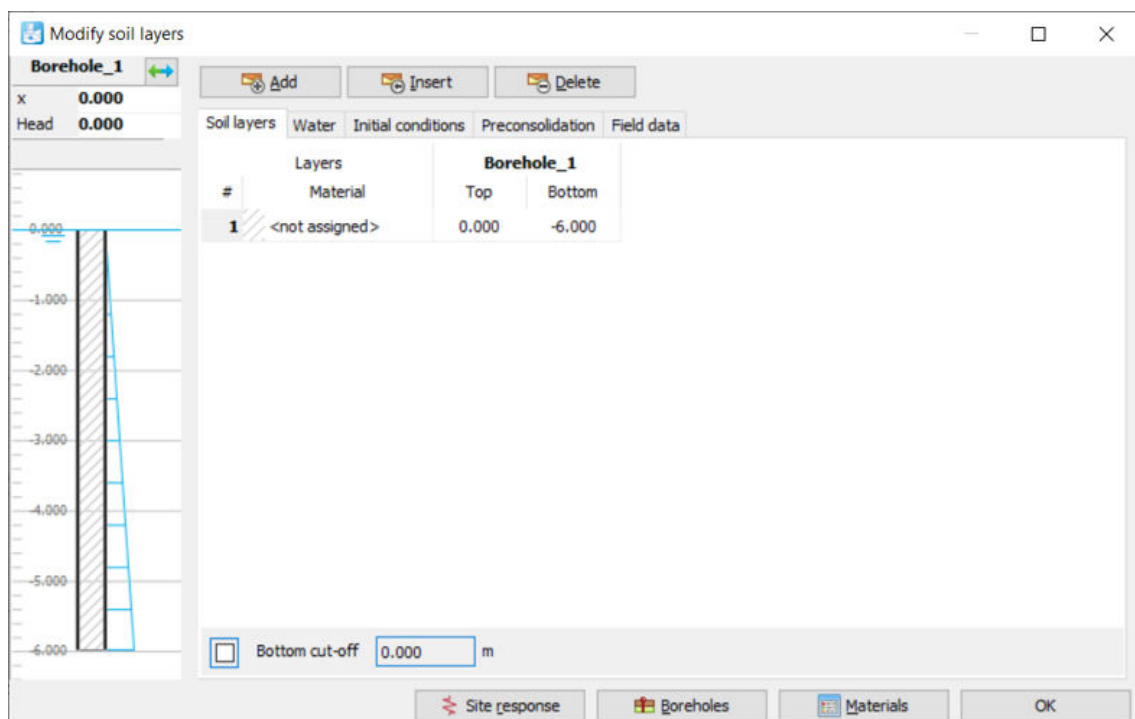 Modify soil layers
Borehole_1
x 0.000
Head 0.000
Add Insert Delete
Soil layers Water Initial conditions Preconsolidation Field data
Layers Borehole_1
# Material Top Bottom
1 <not assigned> 0.000 -6.000
0.000
-1.000
-2.000
-3.000
-4.000
-5.000
-6.000
Bottom cut-off 0.000 m
Site response Boreholes Materials OK